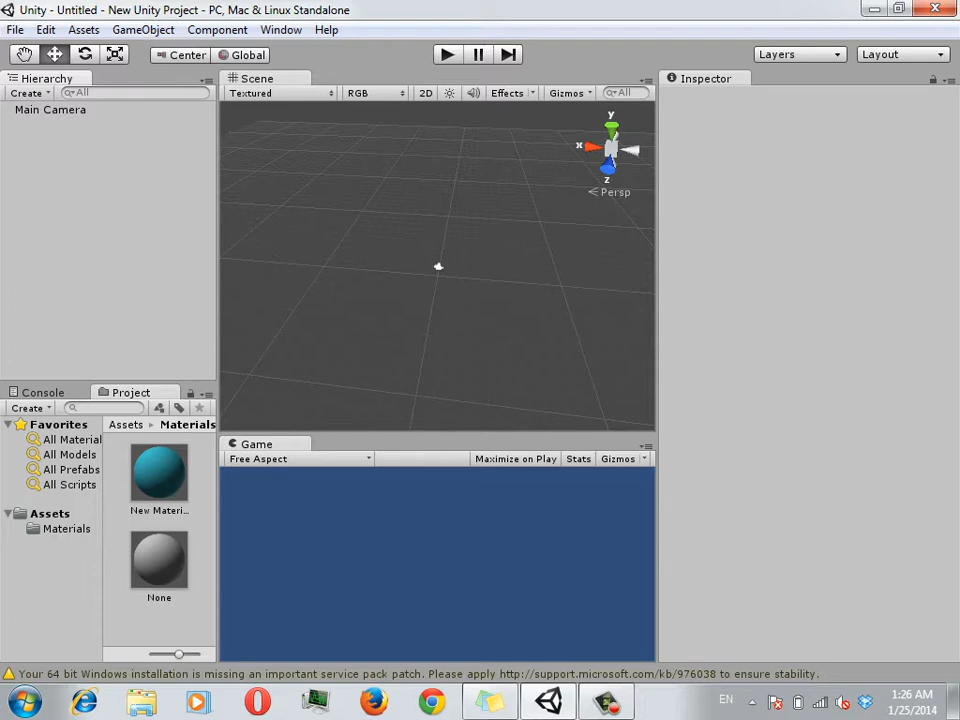 Unity - Untitled - New Unity Project - PC, Mac & Linux Standalone
File Edit Assets GameObject Component Window Help
Center Global Layers Layout
Hierarchy
Create All
Main Camera
Scene
Textured RGB 2D Effects Gizmos All
y
x
z
Persp
Inspector
Console Project
Create
Favorites
All Material
All Models
All Prefabs
All Scripts
Assets
Materials
Assets Materials
New Materi...
None
Game
Free Aspect Maximize on Play Stats Gizmos
Your 64 bit Windows installation is missing an important service pack patch. Please apply http://support.microsoft.com/kb/976038 to ensure stability.
EN
1:26 AM
1/25/2014